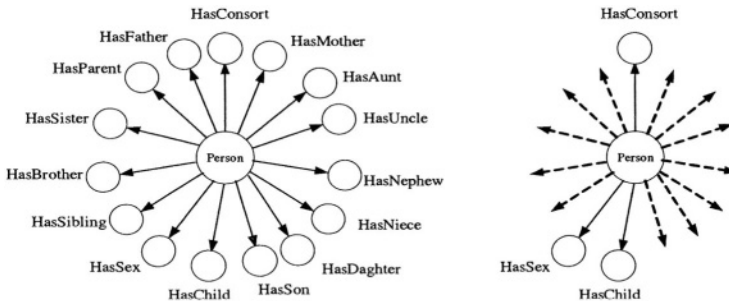 HasConsort
HasFather
HasMother
HasParent
HasAunt
HasSister
HasUncle
Person
HasBrother
HasNephew
HasSibling
HasNiece
HasSex
HasDaghter
HasChild
HasSon
HasConsort
Person
HasSex
HasChild